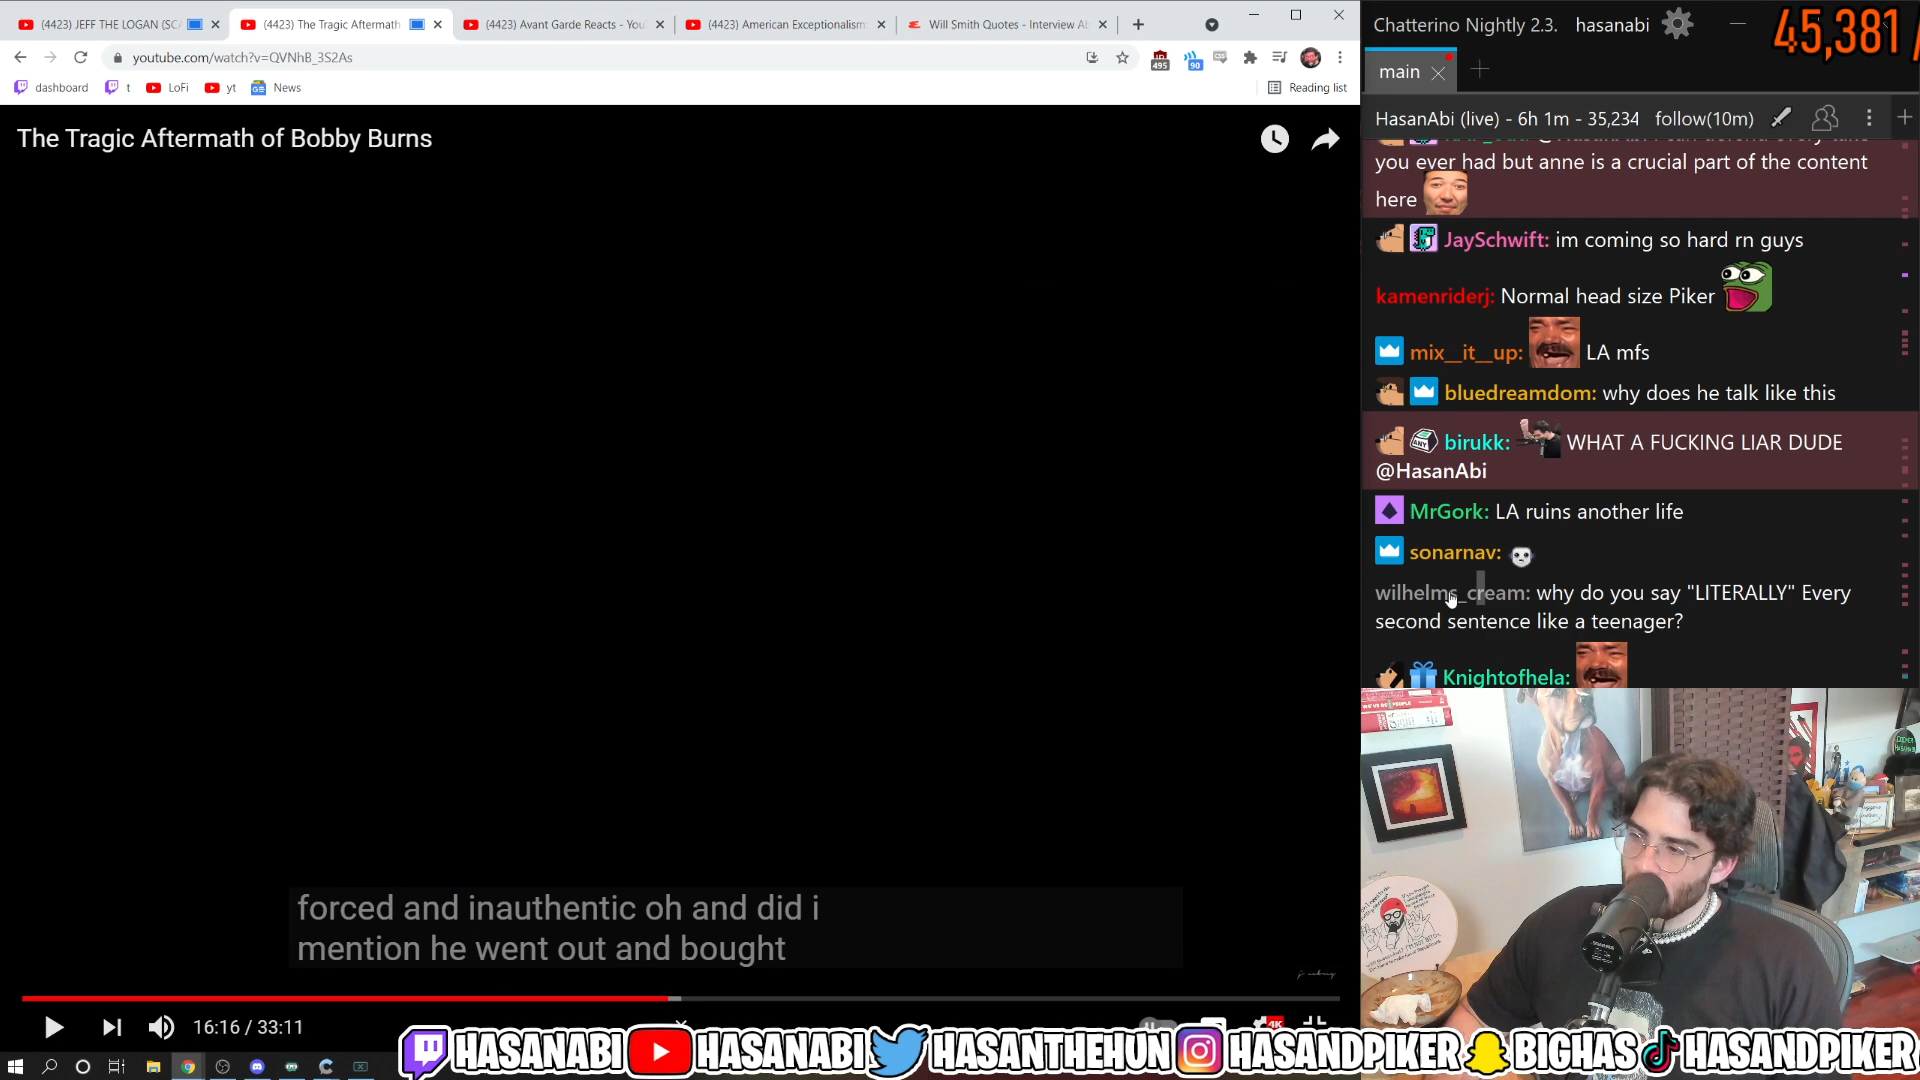 (4423) JEFF THE LOGAN (SC
(4423) The Tragic Aftermath
(4423) Avant Garde Reacts - You
(4423) American Exceptionalism
Will Smith Quotes - Interview Ab
youtube.com/watch?v=QVNhB_3S2As
495
90
dashboard
t
LoFi
yt
News
Reading list
The Tragic Aftermath of Bobby Burns
forced and inauthentic oh and did i
mention he went out and bought
16:16 / 33:11
4K
Chatterino Nightly 2.3.
hasanabi
45,381 /
main
HasanAbi (live) - 6h 1m - 35,234
follow(10m)
you ever had but anne is a crucial part of the content
here
JaySchwift: im coming so hard rn guys
kamenriderj: Normal head size Piker
mix__it__up: LA mfs
bluedreamdom: why does he talk like this
ANY
birukk: WHAT A FUCKING LIAR DUDE
@HasanAbi
MrGork: LA ruins another life
sonarnav:
wilhelms_cream: why do you say "LITERALLY" Every
second sentence like a teenager?
Knightofhela:
HASANABI
HASANABI
HASANTHEHUN
HASANDPIKER
BIGHAS
HASANDPIKER